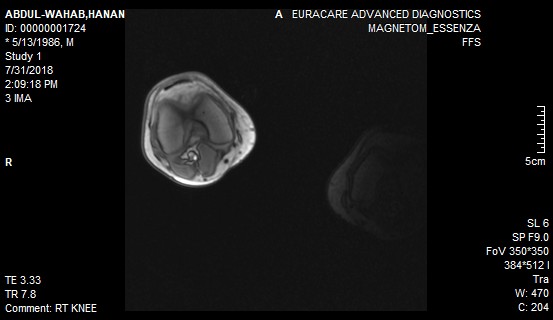 ABDUL-WAHAB,HANAN
ID: 00000001724
* 5/13/1986, M
Study 1
7/31/2018
2:09:18 PM
3 IMA
A EURACARE ADVANCED DIAGNOSTICS
MAGNETOM_ESSENZA
FFS
R
5cm
TE 3.33
TR 7.8
Comment: RT KNEE
SL 6
SP F9.0
FoV 350*350
384*512 I
Tra
W: 470
C: 204